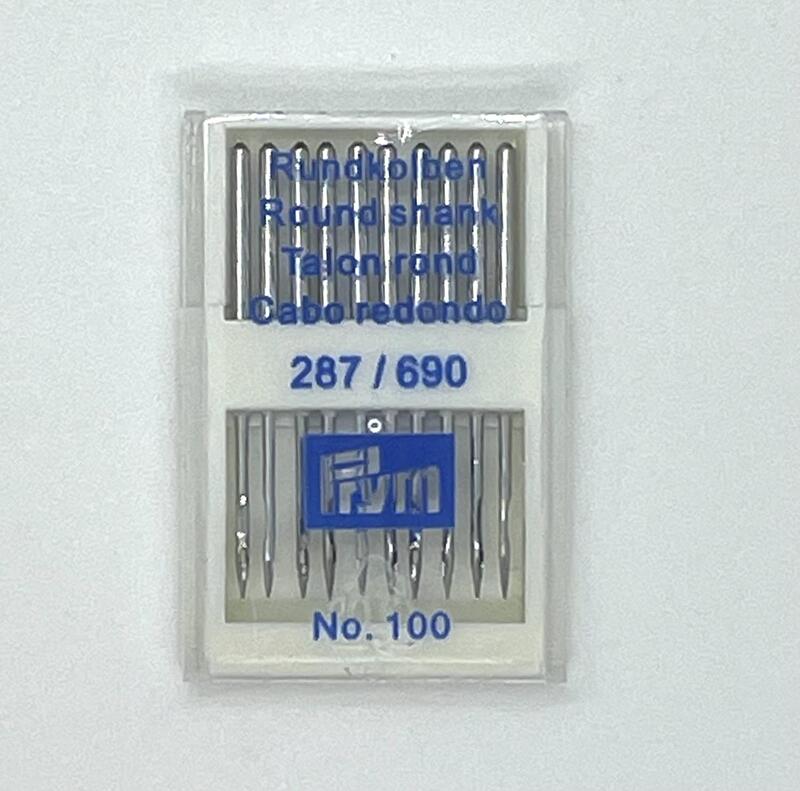 Rundkolben
Round shank
Talon rond
Cabo redondo
287 / 690
Prym
No. 100